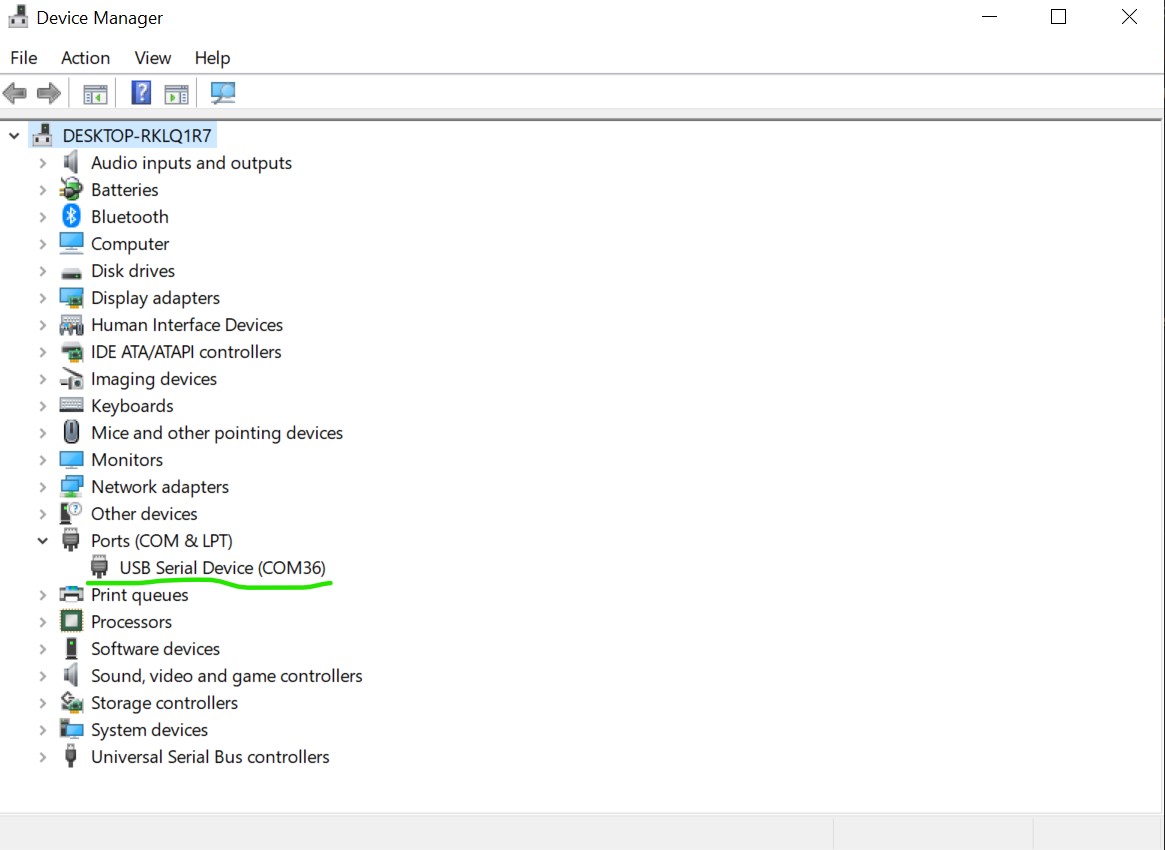 Device Manager
File Action View Help
?
DESKTOP-RKLQ1R7
Audio inputs and outputs
Batteries
Bluetooth
Computer
Disk drives
Display adapters
Human Interface Devices
IDE ATA/ATAPI controllers
Imaging devices
Keyboards
Mice and other pointing devices
Monitors
Network adapters
Other devices
Ports (COM & LPT)
USB Serial Device (COM36)
Print queues
Processors
Software devices
Sound, video and game controllers
Storage controllers
System devices
Universal Serial Bus controllers